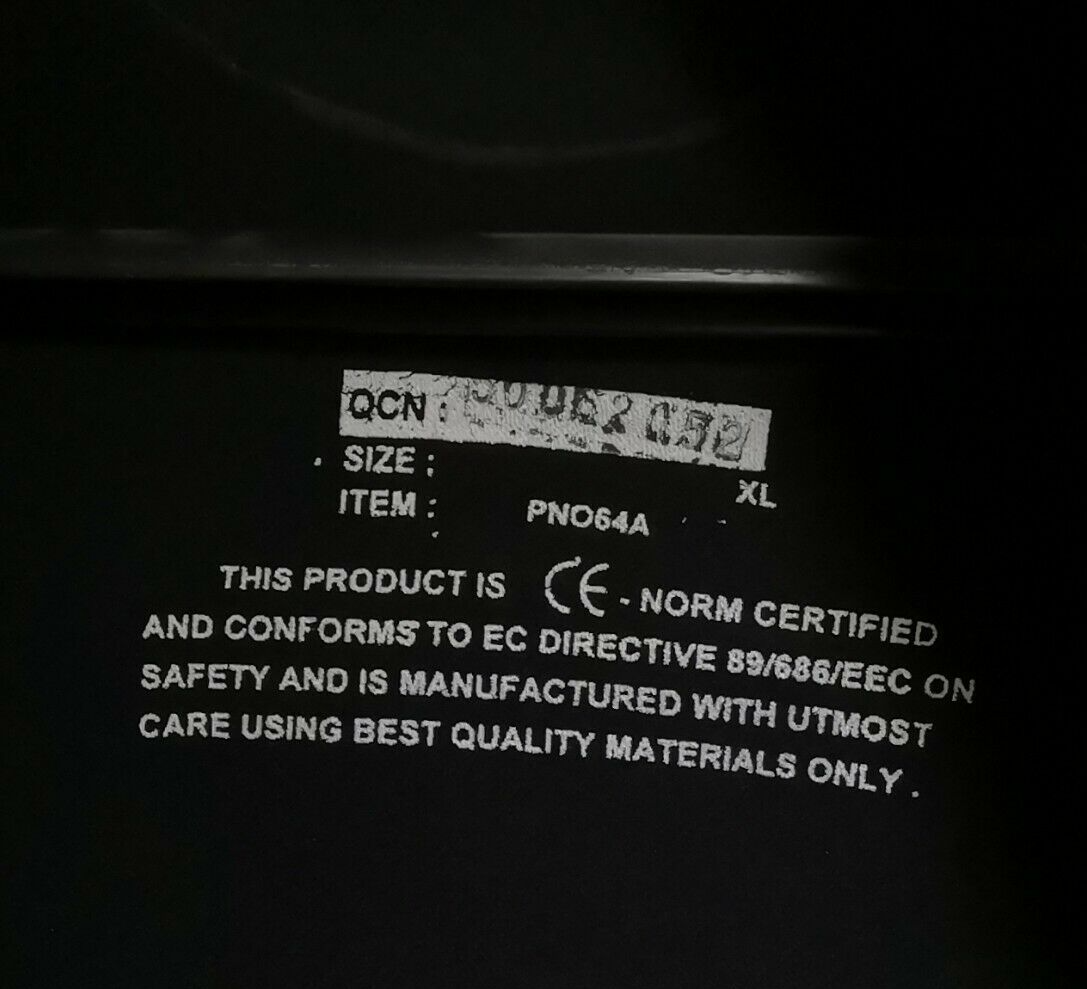 QCN :
SIZE :
XL
ITEM : PNO64A
THIS PRODUCT IS CE - NORM CERTIFIED
AND CONFORMS TO EC DIRECTIVE 89/686/EEC ON
SAFETY AND IS MANUFACTURED WITH UTMOST
CARE USING BEST QUALITY MATERIALS ONLY .